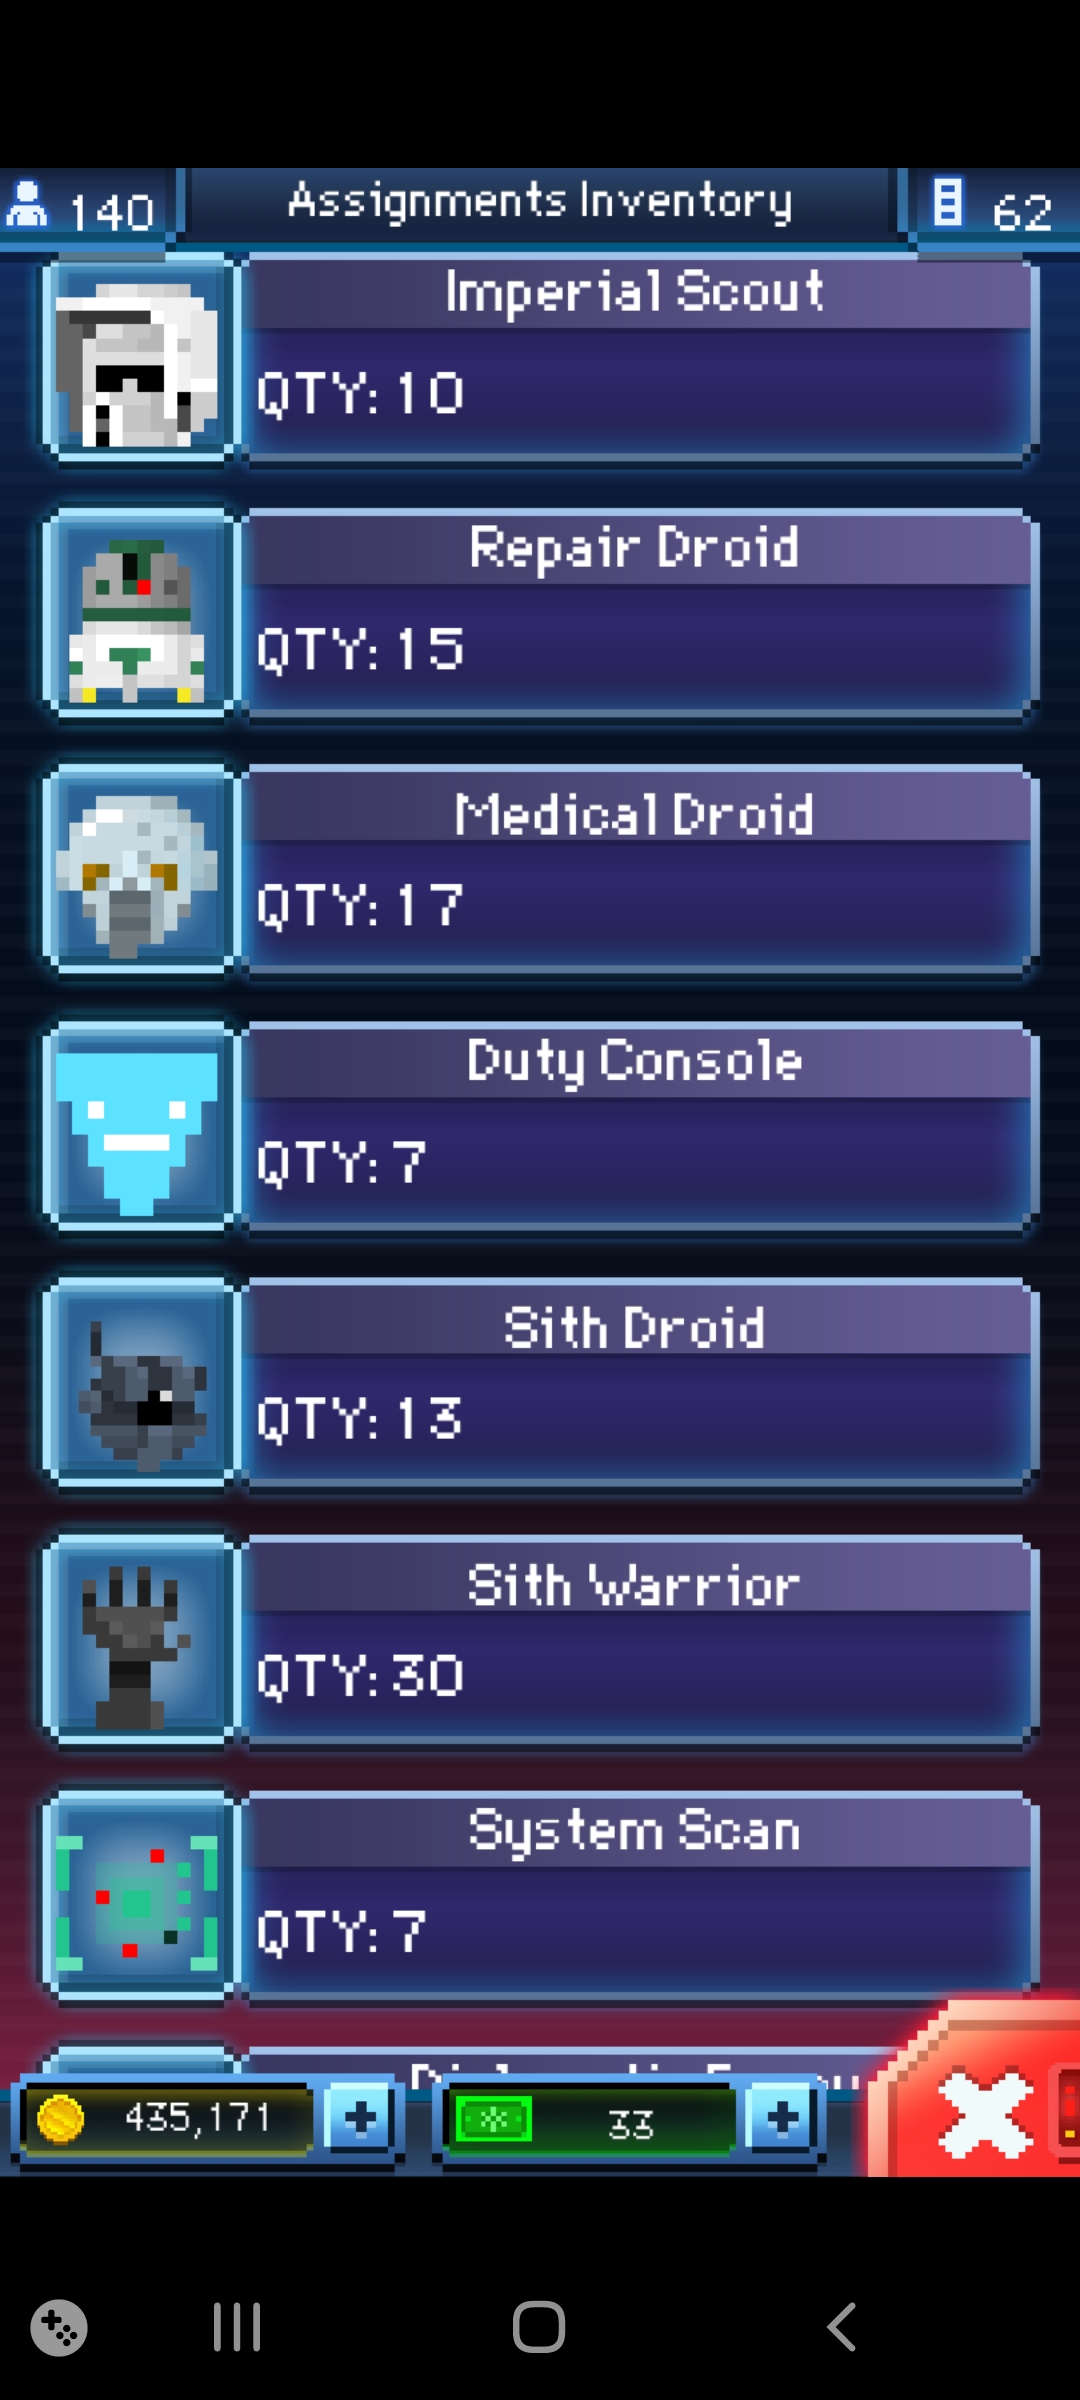 140
Assignments Inventory
62
Imperial Scout
QTY: 10
Repair Droid
QTY: 15
Medical Droid
QTY: 17
Duty Console
QTY: 7
Sith Droid
QTY: 13
Sith Warrior
QTY: 30
System Scan
QTY: 7
435,171
33